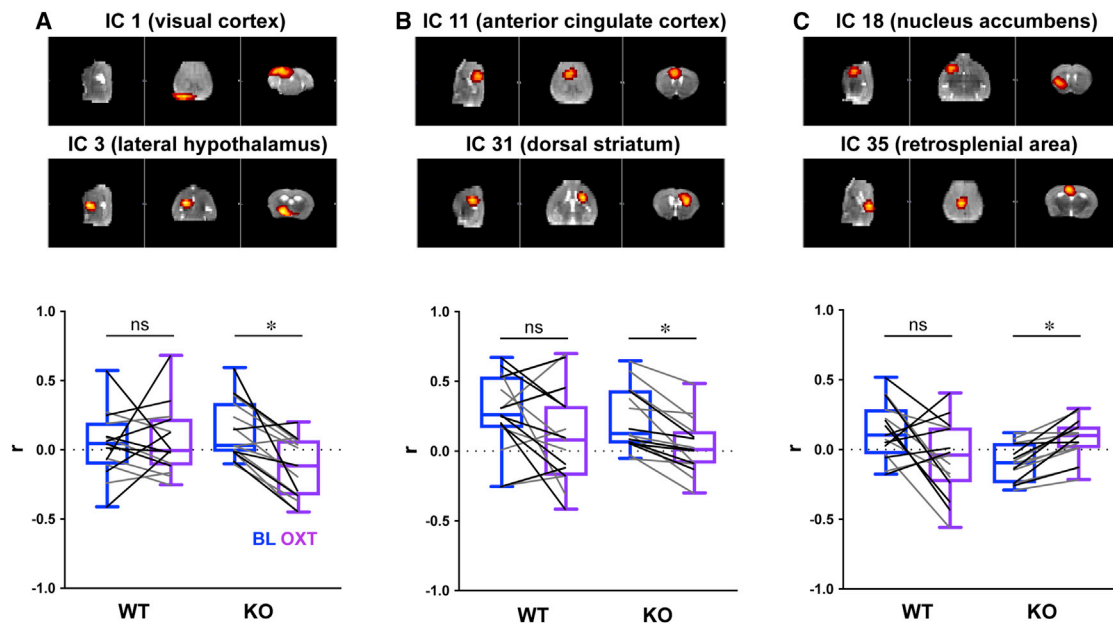 A IC 1 (visual cortex)
IC 3 (lateral hypothalamus)
1.0
ns
*
0.5
r
0.0
-0.5
BL OXT
-1.0
WT KO
B IC 11 (anterior cingulate cortex)
IC 31 (dorsal striatum)
1.0
ns
*
0.5
r
0.0
0.5
-1.0
WT KO
C IC 18 (nucleus accumbens)
IC 35 (retrosplenial area)
1.0
ns
*
0.5
r
0.0
-0.5
-1.0
WT KO